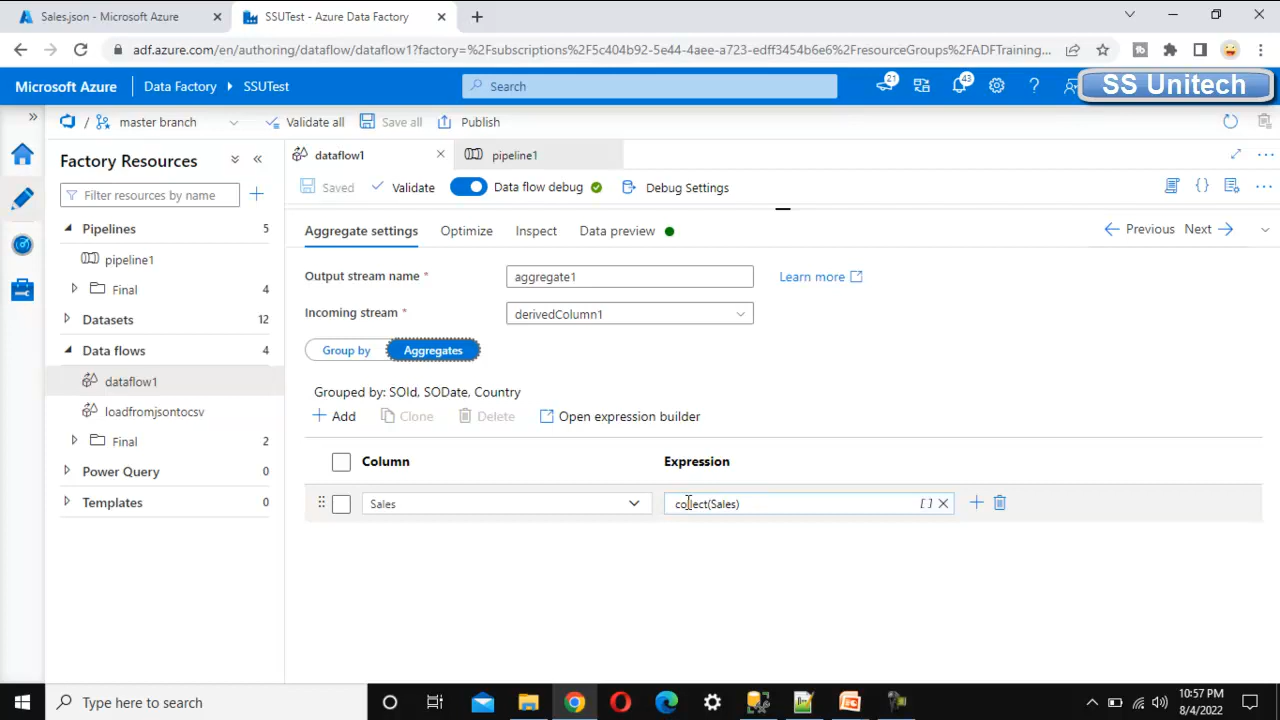 Sales.json - Microsoft Azure
SSUTest - Azure Data Factory
adf.azure.com/en/authoring/dataflow/dataflow1?factory=%2Fsubscriptions%2F5c404b92-5e44-4aee-a723-edff3454b6e6%2FresourceGroups%2FADFTraining...
Microsoft Azure
Data Factory
SSUTest
Search
21
43
SS Unitech
/
master branch
Validate all
Save all
Publish
Factory Resources
Filter resources by name
Pipelines 5
pipeline1
Final 4
Datasets 12
Data flows 4
dataflow1
loadfromjsontocsv
Final 2
Power Query 0
Templates 0
dataflow1
pipeline1
Saved
Validate
Data flow debug
Debug Settings
Aggregate settings
Optimize
Inspect
Data preview
Previous
Next
Output stream name *
aggregate1
Learn more
Incoming stream *
derivedColumn1
Group by
Aggregates
Grouped by: SOId, SODate, Country
Add
Clone
Delete
Open expression builder
Column
Expression
Sales
collect(Sales)
[]
Type here to search
10:57 PM
8/4/2022